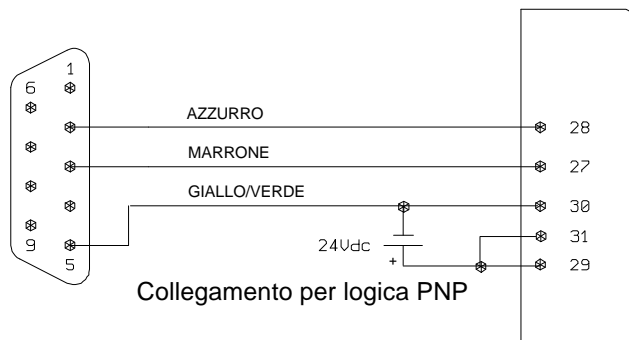 1
6
AZZURRO
28
MARRONE
27
GIALLO/VERDE
30
31
9
24Vdc
5
+
29
Collegamento per logica PNP